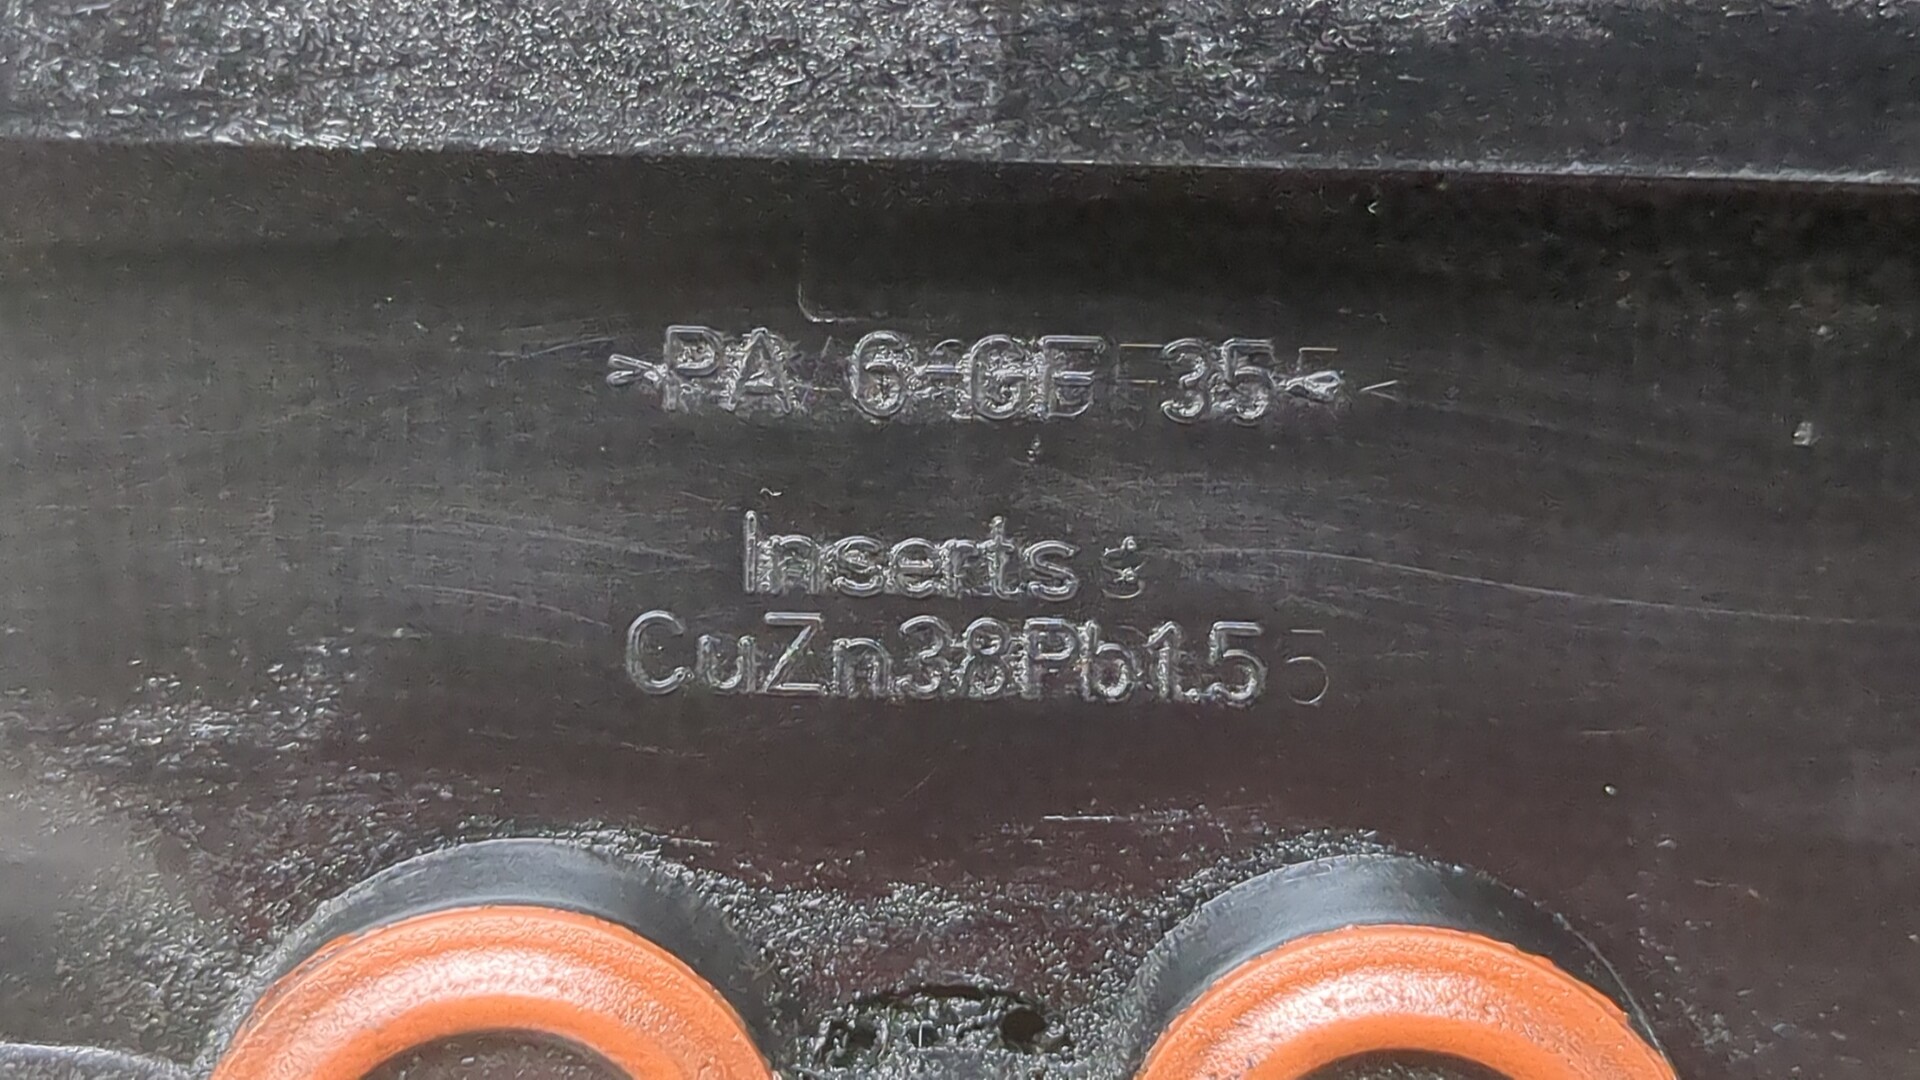 >PA 6-GF 35<
Inserts :
CuZn38Pb1.5